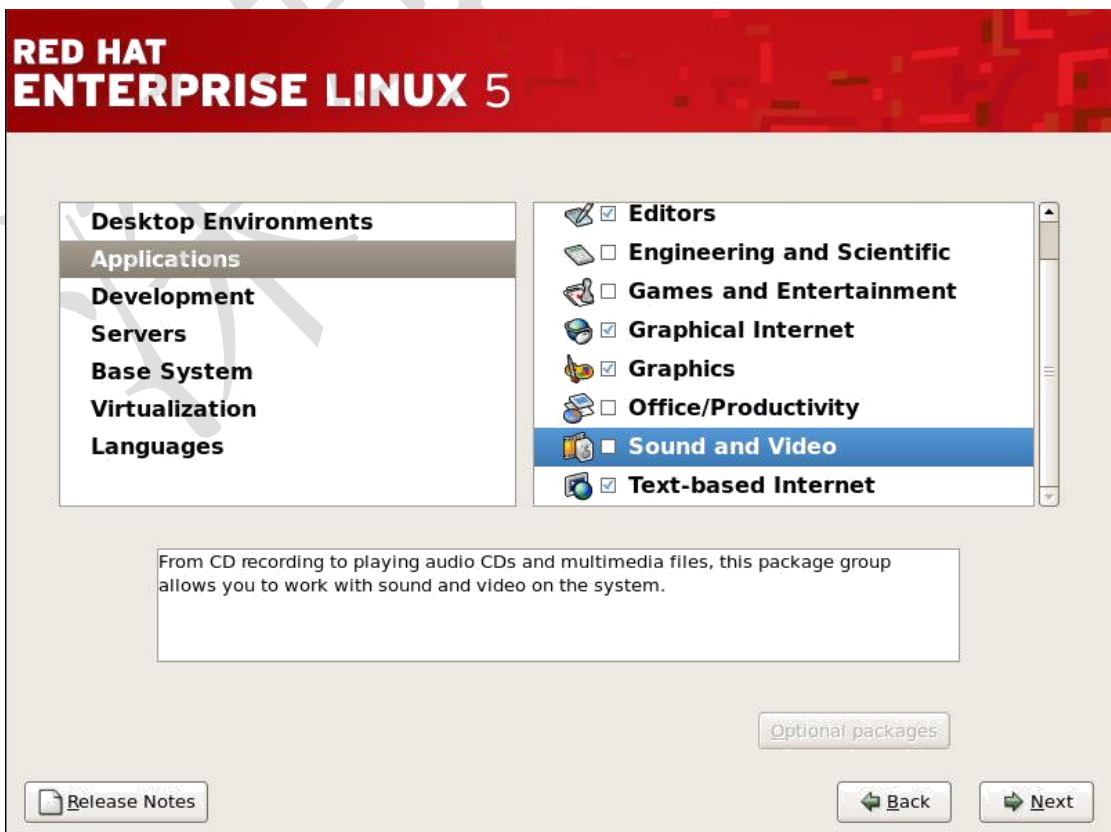 RED HAT
ENTERPRISE LINUX 5
Desktop Environments
Applications
Development
Servers
Base System
Virtualization
Languages
Editors
Engineering and Scientific
Games and Entertainment
Graphical Internet
Graphics
Office/Productivity
Sound and Video
Text-based Internet
From CD recording to playing audio CDs and multimedia files, this package group
allows you to work with sound and video on the system.
Optional packages
Release Notes
Back
Next